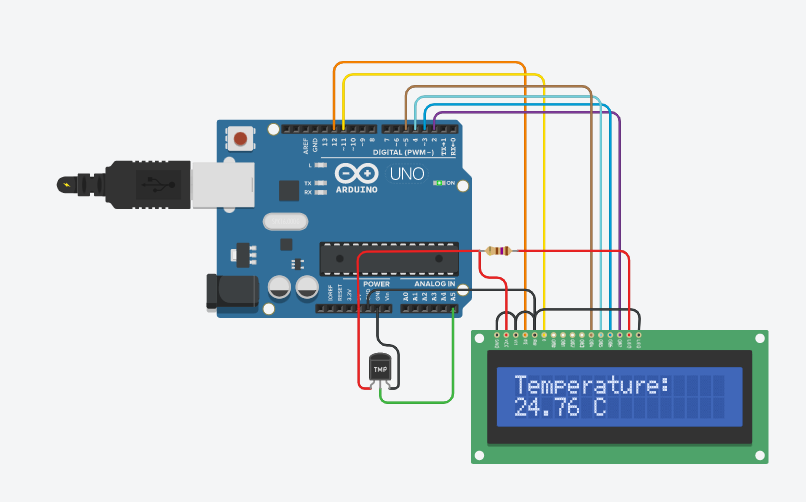 AREF
GND
13
12
~11
~10
~9
8
7
~6
~5
4
~3
2
TX→1
RX←0
DIGITAL (PWM~)
L
TX
RX
ARDUINO
UNO
ON
POWER
ANALOG IN
IOREF
RESET
3.3V
GND
Vin
A0
A1
A2
A3
A4
A5
TMP
Temperature:
24.76 C